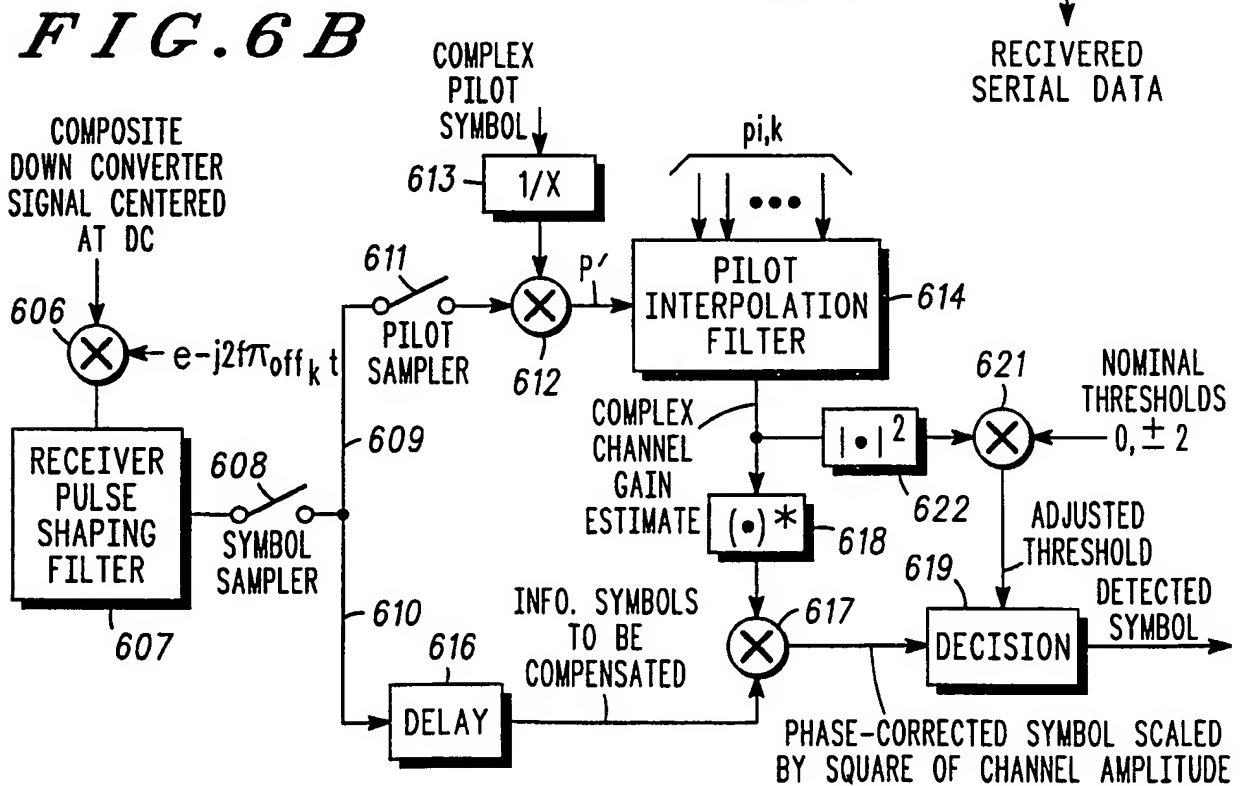 FIG. 6B
RECIVERED
SERIAL DATA
COMPLEX
PILOT
SYMBOL
613
1/X
COMPOSITE
DOWN CONVERTER
SIGNAL CENTERED
AT DC
606
e-j2fπoffk t
RECEIVER
PULSE
SHAPING
FILTER
607
608
SYMBOL
SAMPLER
609
610
611
PILOT
SAMPLER
612
p′
pi,k
PILOT
INTERPOLATION
FILTER
614
COMPLEX
CHANNEL
GAIN
ESTIMATE
|•|2
622
621
NOMINAL
THRESHOLDS
0, ± 2
(•)*
618
ADJUSTED
THRESHOLD
616
DELAY
INFO. SYMBOLS
TO BE
COMPENSATED
617
619
DECISION
DETECTED
SYMBOL
PHASE-CORRECTED SYMBOL SCALED
BY SQUARE OF CHANNEL AMPLITUDE